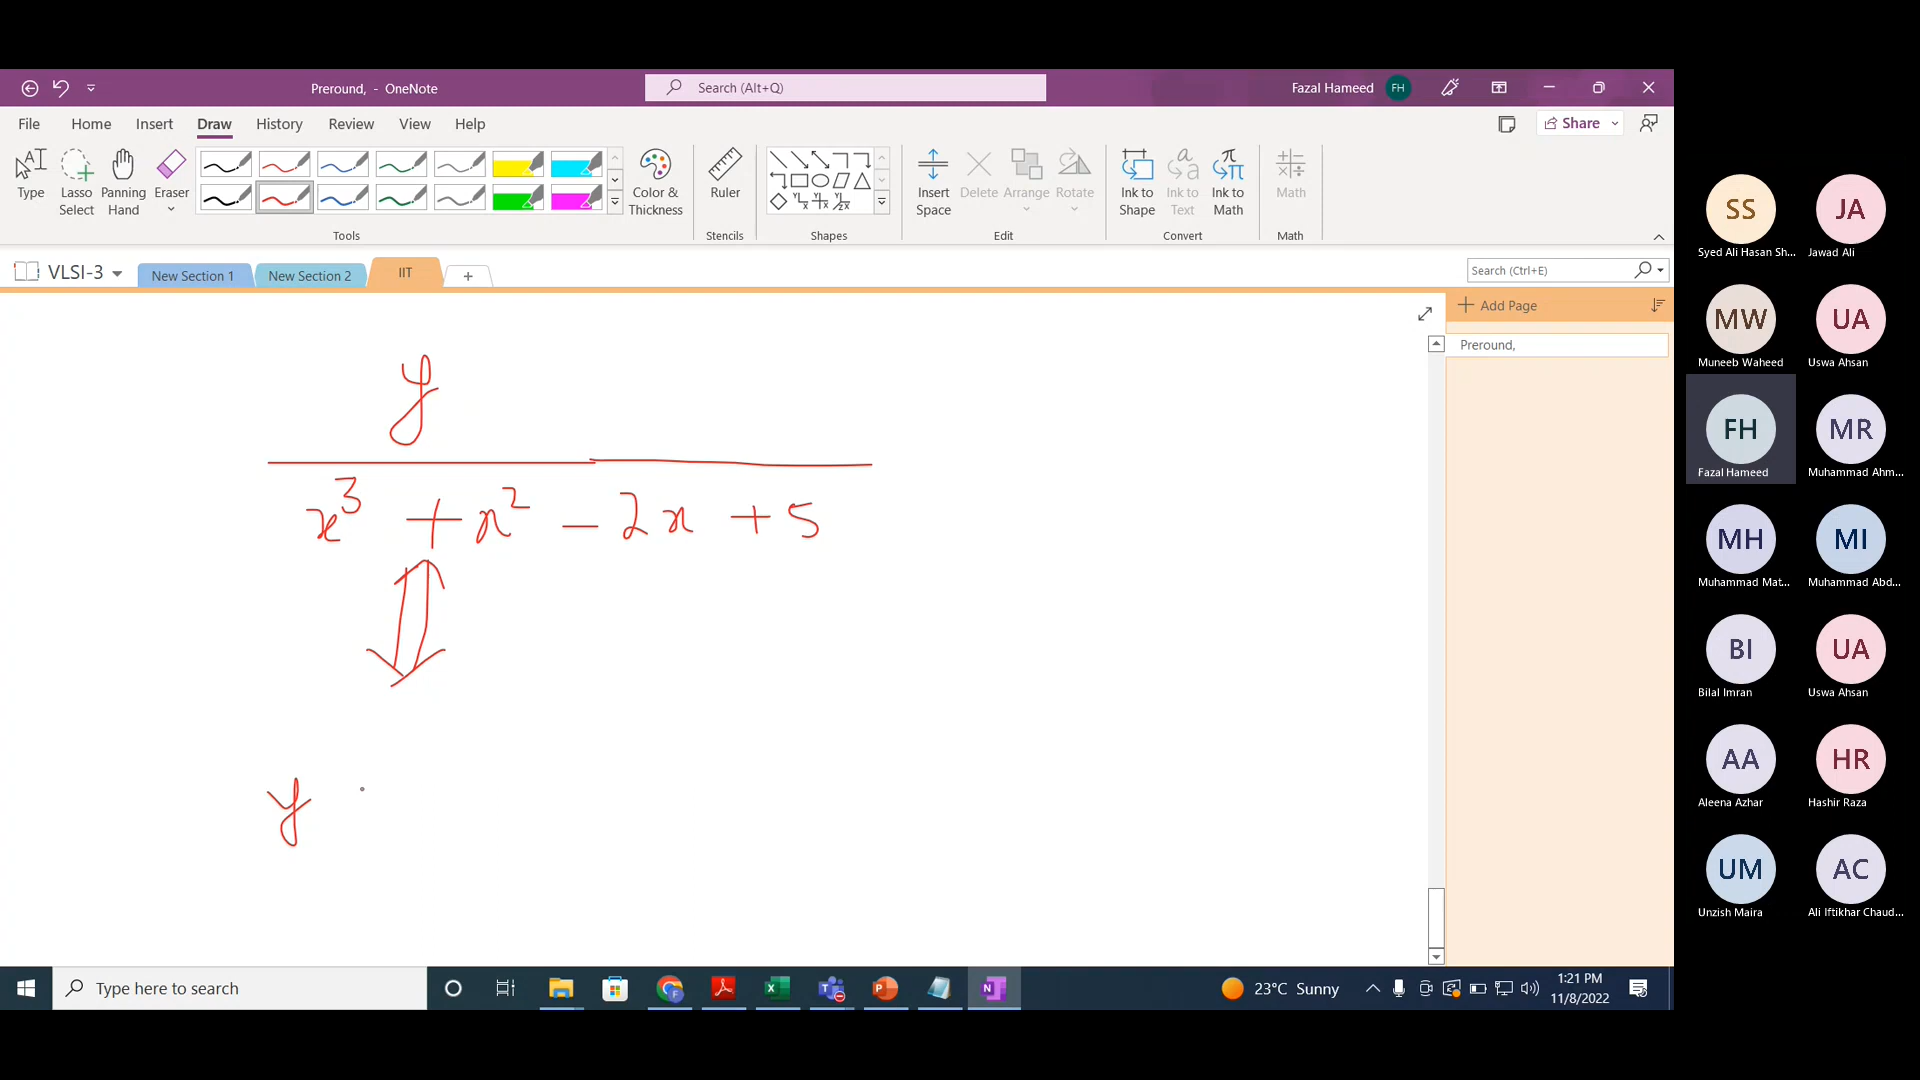 Preround, - OneNote
Search (Alt+Q)
Fazal Hameed
FH
File Home Insert Draw History Review View Help
Share
Type
Lasso Select
Panning Hand
Eraser
Color & Thickness
Ruler
Insert Space
Delete
Arrange
Rotate
Ink to Shape
Ink to Text
Ink to Math
Math
Tools
Stencils
Shapes
Edit
Convert
Math
VLSI-3
New Section 1
New Section 2
IIT
Search (Ctrl+E)
Add Page
Preround,
y
x³ + x² - 2x + 5
y
SS
Syed Ali Hasan Sh...
JA
Jawad Ali
MW
Muneeb Waheed
UA
Uswa Ahsan
FH
Fazal Hameed
MR
Muhammad Ahm...
MH
Muhammad Mat...
MI
Muhammad Abd...
BI
Bilal Imran
UA
Uswa Ahsan
AA
Aleena Azhar
HR
Hashir Raza
UM
Unzish Maira
AC
Ali Iftikhar Chaud...
Type here to search
23°C Sunny
1:21 PM
11/8/2022